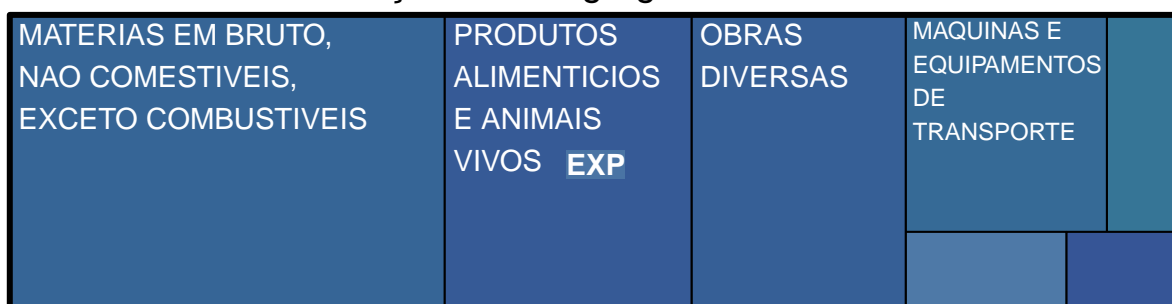 MATERIAS EM BRUTO,
NAO COMESTIVEIS,
EXCETO COMBUSTIVEIS
PRODUTOS
ALIMENTICIOS
E ANIMAIS
VIVOS EXP
OBRAS
DIVERSAS
MAQUINAS E
EQUIPAMENTOS
DE
TRANSPORTE